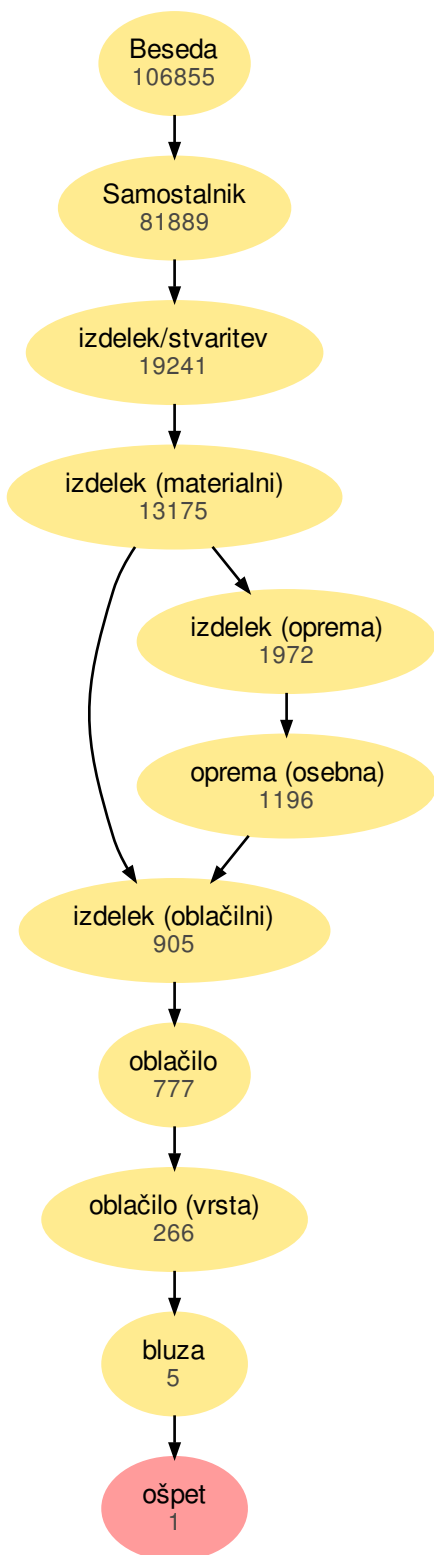 Beseda
106855
Samostalnik
81889
izdelek/stvaritev
19241
izdelek (materialni)
13175
izdelek (oprema)
1972
oprema (osebna)
1196
izdelek (oblačilni)
905
oblačilo
777
oblačilo (vrsta)
266
bluza
5
ošpet
1